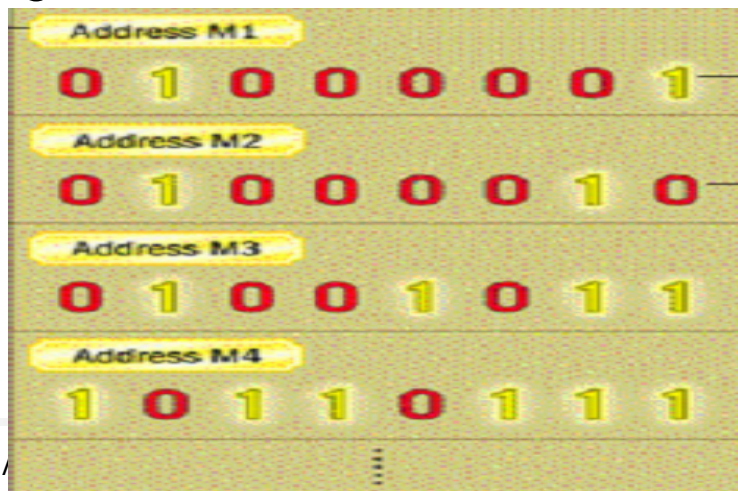 Address M1
0 1 0 0 0 0 0 1
Address M2
0 1 0 0 0 0 1 0
Address M3
0 1 0 0 1 0 1 1
Address M4
1 0 1 1 0 1 1 1